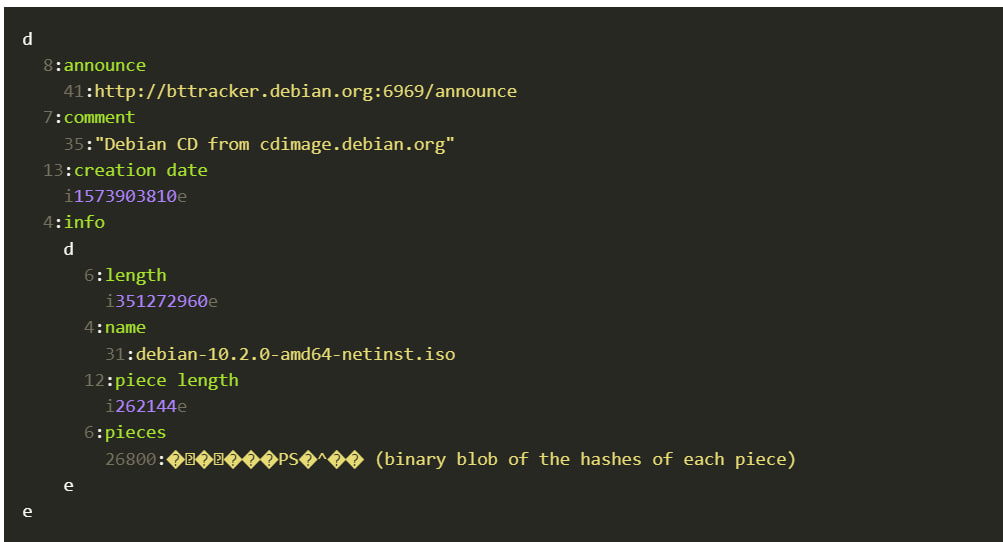 d
8:announce
41:http://bttracker.debian.org:6969/announce
7:comment
35:"Debian CD from cdimage.debian.org"
13:creation date
i1573903810e
4:info
d
6:length
i351272960e
4:name
31:debian-10.2.0-amd64-netinst.iso
12:piece length
i262144e
6:pieces
26800:�􏿿�􏿿���PS�^�� (binary blob of the hashes of each piece)
e
e